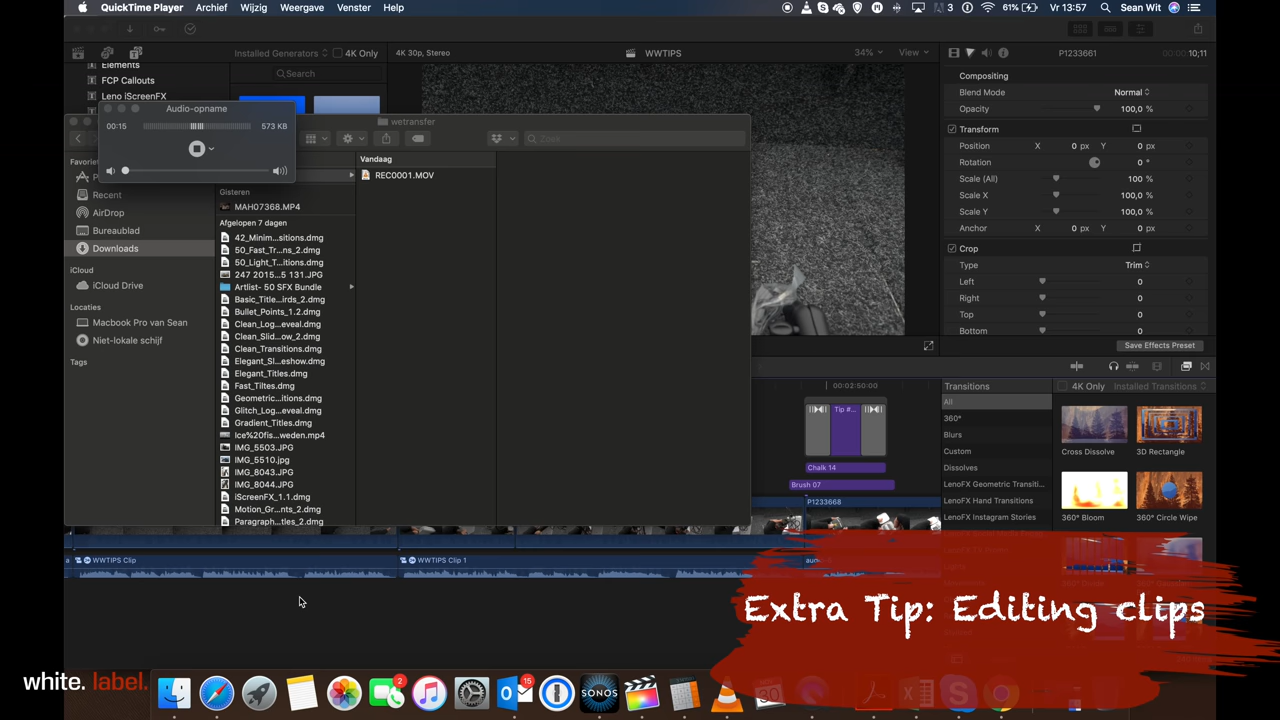 QuickTime Player Archief Wijzig Weergave Venster Help
3 61% Vr 13:57 Sean Wit
Installed Generators 4K Only
4K 30p, Stereo WWTIPS 34% View
P1233661 10;11
Elements
FCP Callouts
Leno iScreenFX
Search
Audio-opname
00:15 573 KB
wetransfer
Zoek
Favorie
Recent
AirDrop
Bureaublad
Downloads
iCloud
iCloud Drive
Locaties
Macbook Pro van Sean
Niet-lokale schijf
Tags
Gisteren
MAH07368.MP4
Afgelopen 7 dagen
42_Minim...sitions.dmg
50_Fast_Tr...ns_2.dmg
50_Light_T...itions.dmg
247 2015...5 131.JPG
Artlist- 50 SFX Bundle
Basic_Title...irds_2.dmg
Bullet_Points_1.2.dmg
Clean_Log...eveal.dmg
Clean_Slid...ow_2.dmg
Clean_Transitions.dmg
Elegant_Sl...eshow.dmg
Elegant_Titles.dmg
Fast_Tiltes.dmg
Geometric...itions.dmg
Glitch_Log...eveal.dmg
Gradient_Titles.dmg
Ice%20fis...weden.mp4
IMG_5503.JPG
IMG_5510.jpg
IMG_8043.JPG
IMG_8044.JPG
iScreenFX_1.1.dmg
Motion_Gr...nts_2.dmg
Paragraph...tles_2.dmg
Vandaag
REC0001.MOV
Compositing
Blend Mode Normal
Opacity 100,0 %
Transform
Position X 0 px Y 0 px
Rotation 0 °
Scale (All) 100 %
Scale X 100,0 %
Scale Y 100,0 %
Anchor X 0 px Y 0 px
Crop
Type Trim
Left 0
Right 0
Top 0
Bottom 0
Save Effects Preset
00:02:50:00
Tip #...
Chalk 14
Brush 07
P1233668
WWTIPS Clip
WWTIPS Clip 1
Transitions
4K Only Installed Transitions
All
360°
Blurs
Custom
Dissolves
LenoFX Geometric Transiti...
LenoFX Hand Transitions
LenoFX Instagram Stories
Cross Dissolve
3D Rectangle
360° Bloom
360° Circle Wipe
Extra Tip: Editing clips
white. label.
2
15
SONOS
30